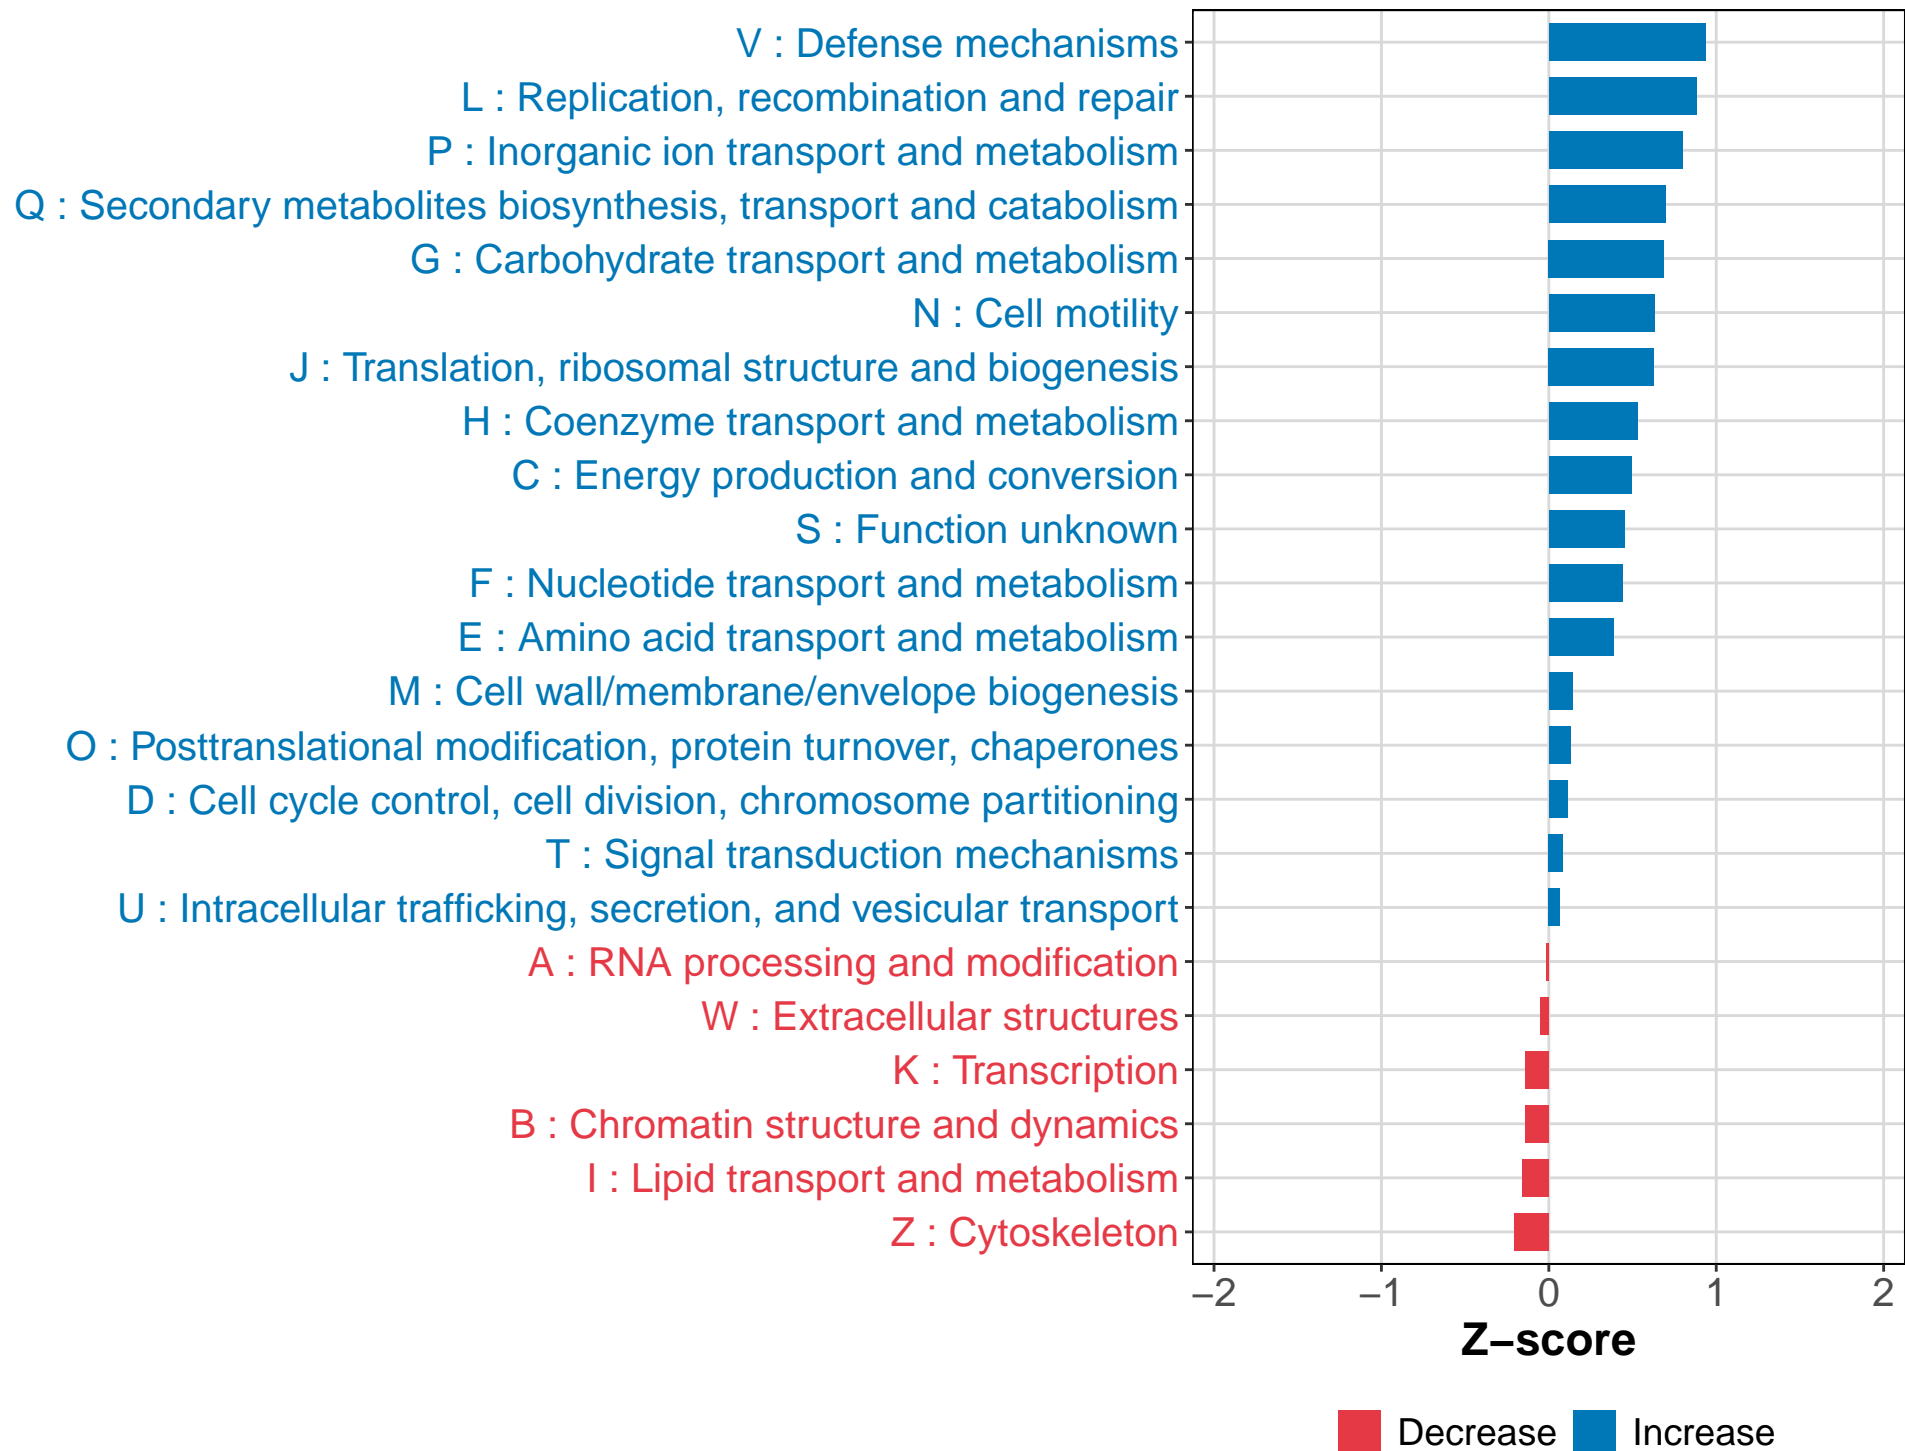 V : Defense mechanisms
L : Replication, recombination and repair
P : Inorganic ion transport and metabolism
Q : Secondary metabolites biosynthesis, transport and catabolism
G : Carbohydrate transport and metabolism
N : Cell motility
J : Translation, ribosomal structure and biogenesis
H : Coenzyme transport and metabolism
C : Energy production and conversion
S : Function unknown
F : Nucleotide transport and metabolism
E : Amino acid transport and metabolism
M : Cell wall/membrane/envelope biogenesis
O : Posttranslational modification, protein turnover, chaperones
D : Cell cycle control, cell division, chromosome partitioning
T : Signal transduction mechanisms
U : Intracellular trafficking, secretion, and vesicular transport
A : RNA processing and modification
W : Extracellular structures
K : Transcription
B : Chromatin structure and dynamics
I : Lipid transport and metabolism
Z : Cytoskeleton
−2 −1 0 1 2
Z−score
Decrease Increase